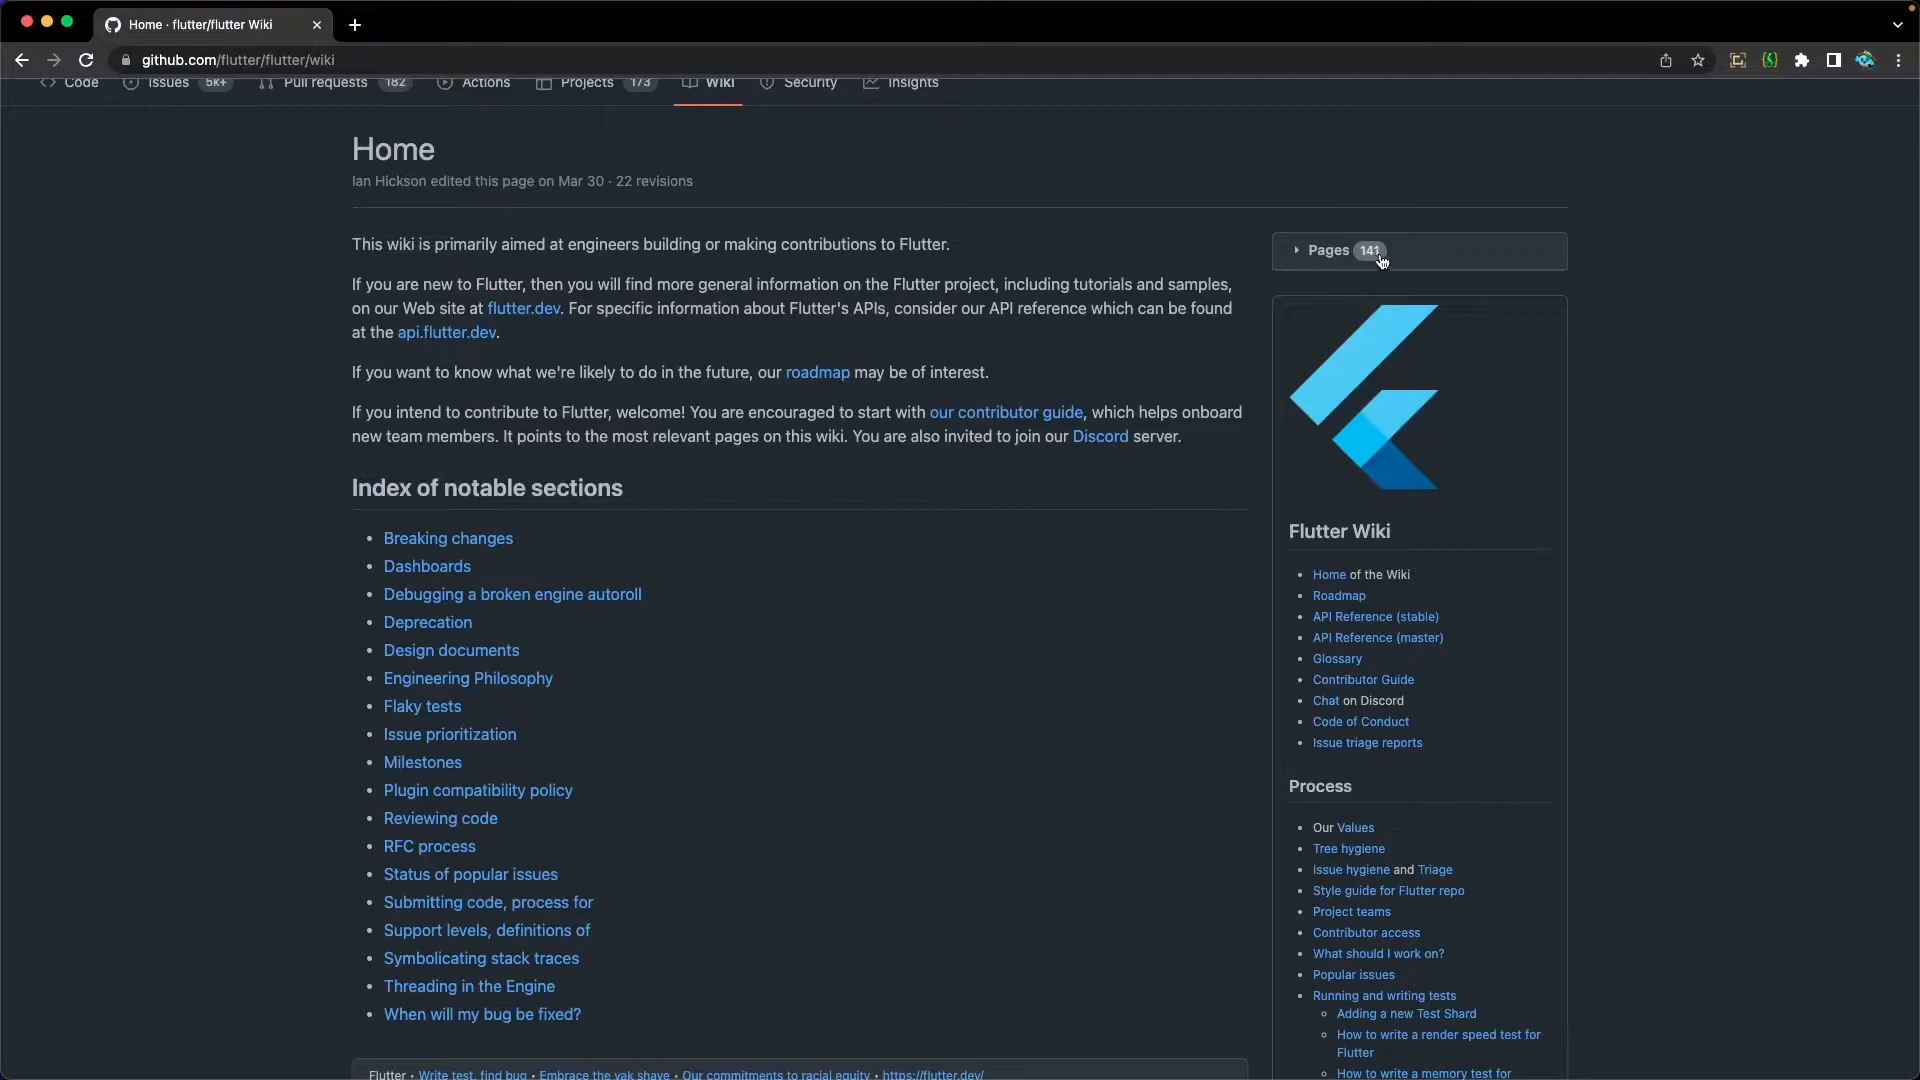 Home · flutter/flutter Wiki
github.com/flutter/flutter/wiki
Code Issues 5k+ Pull requests 182 Actions Projects 173 Wiki Security Insights
Home
Ian Hickson edited this page on Mar 30 · 22 revisions
This wiki is primarily aimed at engineers building or making contributions to Flutter.
If you are new to Flutter, then you will find more general information on the Flutter project, including tutorials and samples,
on our Web site at flutter.dev. For specific information about Flutter's APIs, consider our API reference which can be found
at the api.flutter.dev.
If you want to know what we're likely to do in the future, our roadmap may be of interest.
If you intend to contribute to Flutter, welcome! You are encouraged to start with our contributor guide, which helps onboard
new team members. It points to the most relevant pages on this wiki. You are also invited to join our Discord server.
Index of notable sections
• Breaking changes
• Dashboards
• Debugging a broken engine autoroll
• Deprecation
• Design documents
• Engineering Philosophy
• Flaky tests
• Issue prioritization
• Milestones
• Plugin compatibility policy
• Reviewing code
• RFC process
• Status of popular issues
• Submitting code, process for
• Support levels, definitions of
• Symbolicating stack traces
• Threading in the Engine
• When will my bug be fixed?
Flutter • Write test, find bug • Embrace the yak shave • Our commitments to racial equity • https://flutter.dev/
Pages 141
Flutter Wiki
• Home of the Wiki
• Roadmap
• API Reference (stable)
• API Reference (master)
• Glossary
• Contributor Guide
• Chat on Discord
• Code of Conduct
• Issue triage reports
Process
• Our Values
• Tree hygiene
• Issue hygiene and Triage
• Style guide for Flutter repo
• Project teams
• Contributor access
• What should I work on?
• Popular issues
• Running and writing tests
◦ Adding a new Test Shard
◦ How to write a render speed test for
Flutter
◦ How to write a memory test for